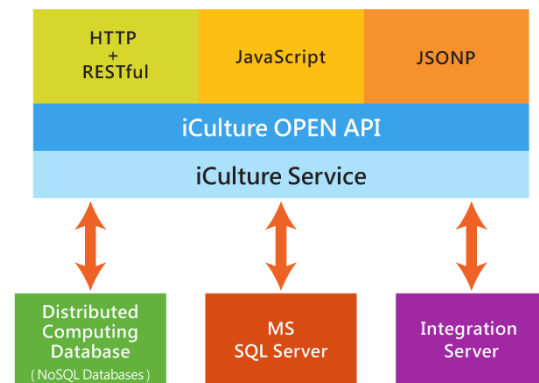 HTTP
+
RESTful
JavaScript
JSONP
iCulture OPEN API
iCulture Service
Distributed
Computing
Database
( NoSQL Databases )
MS
SQL Server
Integration
Server